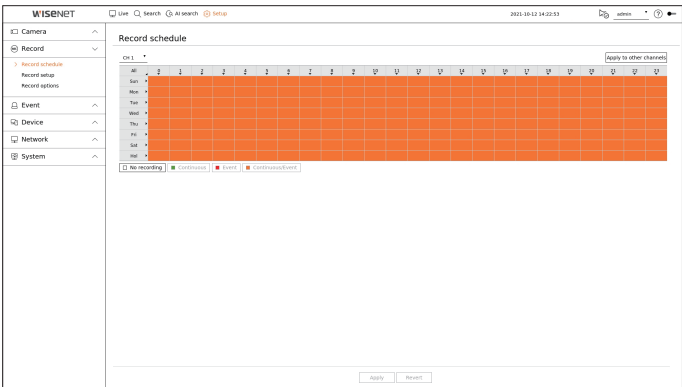 WISENET
Live Search AI search Setup
2021-10-12 14:22:53
admin
?
Camera
Record
Record schedule
Record setup
Record options
Event
Device
Network
System
Record schedule
CH 1
Apply to other channels
All 0 1 2 3 4 5 6 7 8 9 10 11 12 13 14 15 16 17 18 19 20 21 22 23
Sun
Mon
Tue
Wed
Thu
Fri
Sat
Hol
No recording Continuous Event Continuous/Event
Apply Revert